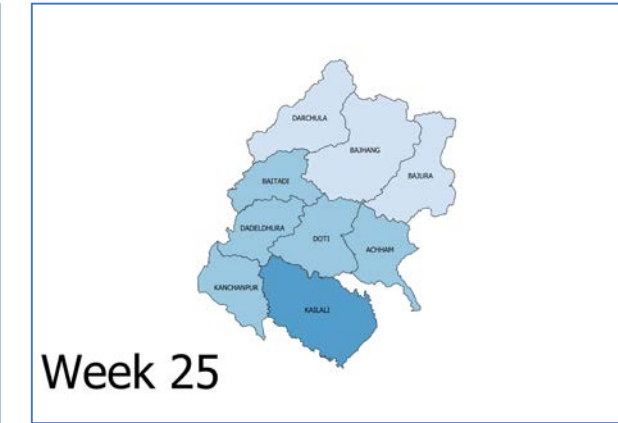 DARCHULA
BAJHANG
BAJURA
BAITADI
DADELDHURA
DOTI
ACHHAM
KANCHANPUR
KAILALI
Week 25